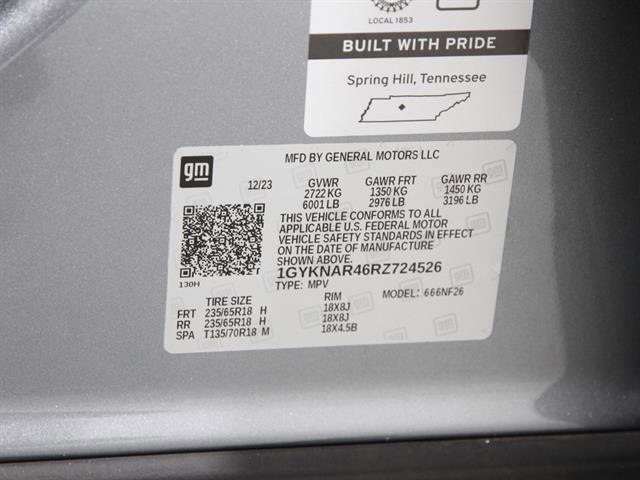 LOCAL 1853
BUILT WITH PRIDE
Spring Hill, Tennessee
gm
MFD BY GENERAL MOTORS LLC
12/23 GVWR GAWR FRT GAWR RR
2722 KG 1350 KG 1450 KG
6001 LB 2976 LB 3196 LB
THIS VEHICLE CONFORMS TO ALL
APPLICABLE U.S. FEDERAL MOTOR
VEHICLE SAFETY STANDARDS IN EFFECT
ON THE DATE OF MANUFACTURE
SHOWN ABOVE.
130H
1GYKNAR46RZ724526
TYPE: MPV MODEL: 666NF26
TIRE SIZE RIM
FRT 235/65R18 H 18X8J
RR 235/65R18 H 18X8J
SPA T135/70R18 M 18X4.5B